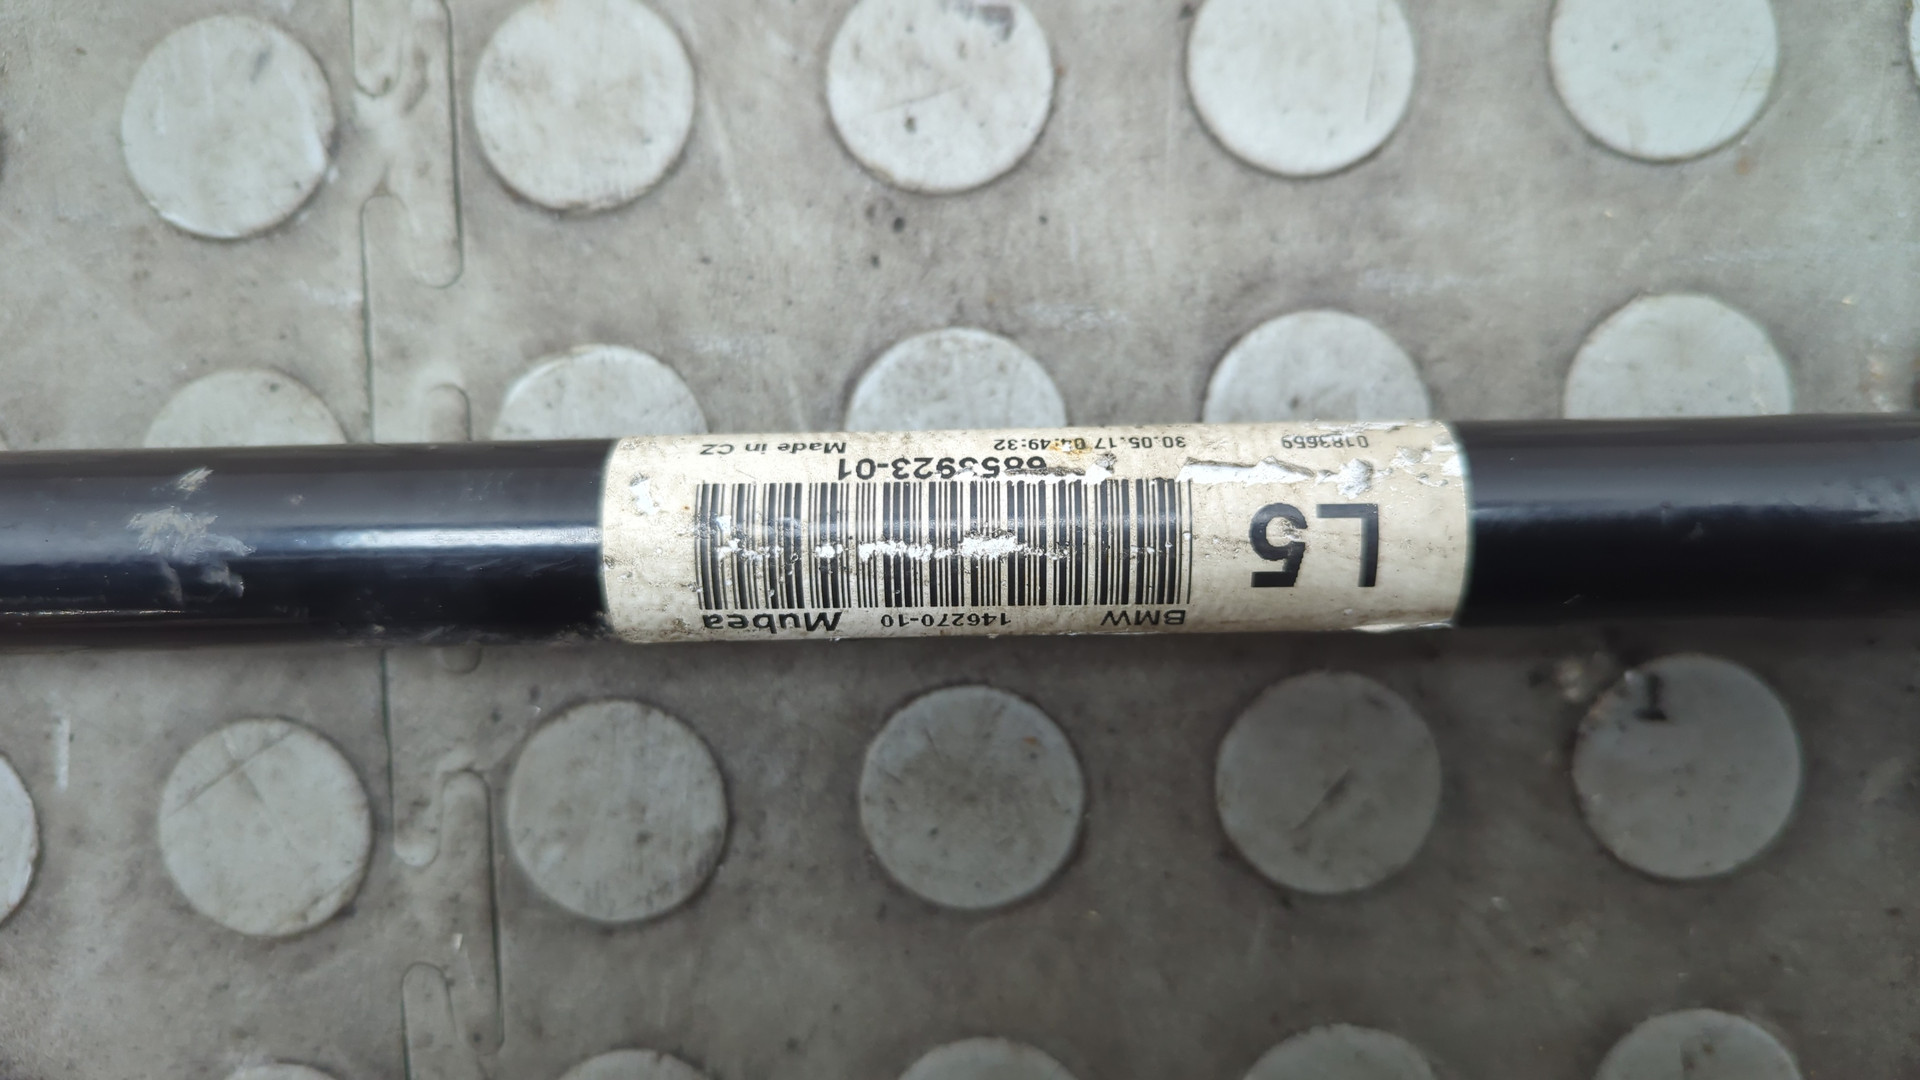 BMW 146270-10 Mubea
L5
6853923-01
0183659 30.05.17 04:49:32 Made in CZ